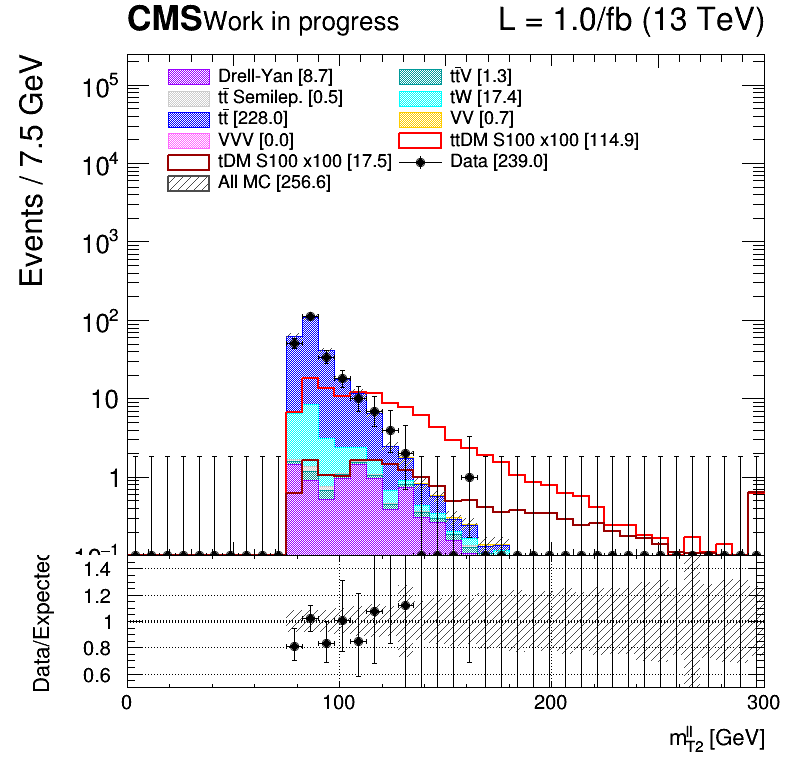 CMS Work in progress L = 1.0/fb (13 TeV)
Events / 7.5 GeV
Drell-Yan [8.7] tt̄V [1.3]
tt̄ Semilep. [0.5] tW [17.4]
tt̄ [228.0] VV [0.7]
VVV [0.0] ttDM S100 x100 [114.9]
tDM S100 x100 [17.5] Data [239.0]
All MC [256.6]
10⁵
10⁴
10³
10²
10
1
10⁻¹
Data/Expected
1.4
1.2
1
0.8
0.6
0 100 200 300
m_{T2}^{ll} [GeV]